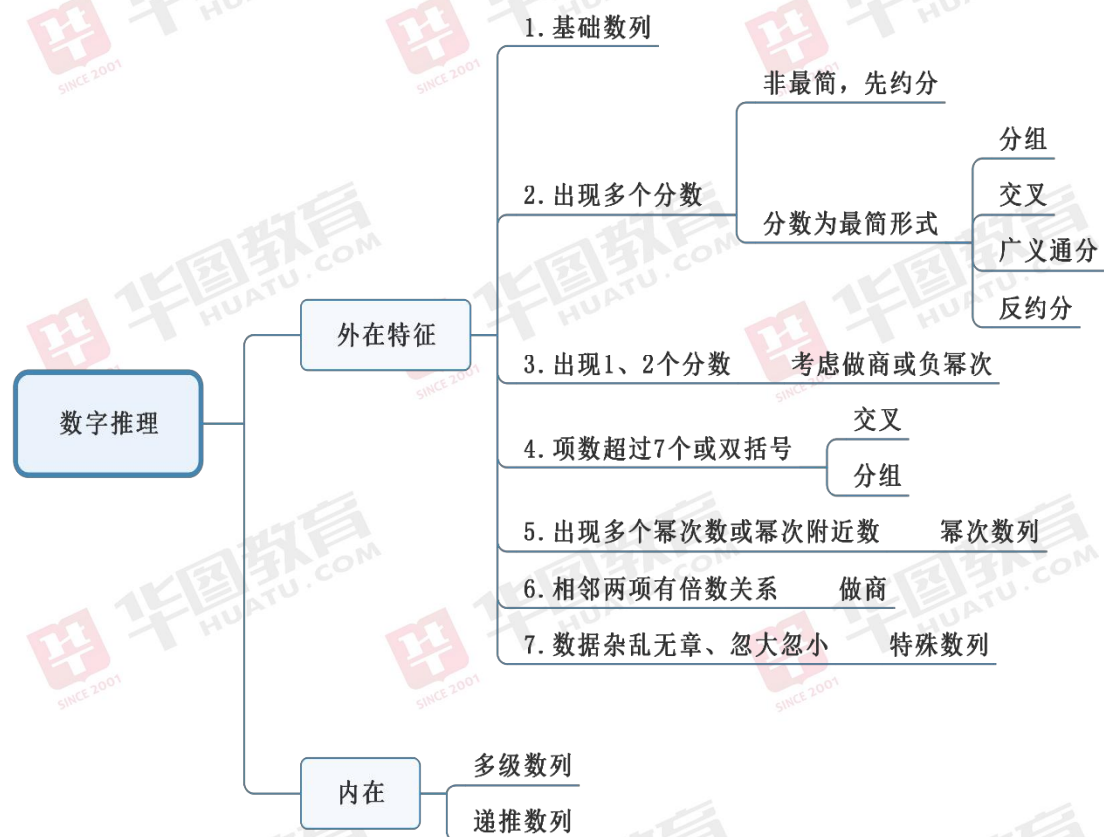 1.基础数列
非最简，先约分
分组
2.出现多个分数
交叉
分数为最简形式
广义通分
反约分
外在特征
3.出现1、2个分数
考虑做商或负幂次
数字推理
4.项数超过7个或双括号
交叉
分组
5.出现多个幂次数或幂次附近数
幂次数列
6.相邻两项有倍数关系
做商
7.数据杂乱无章、忽大忽小
特殊数列
内在
多级数列
递推数列
华图教育
HUATU.COM
SINCE 2001